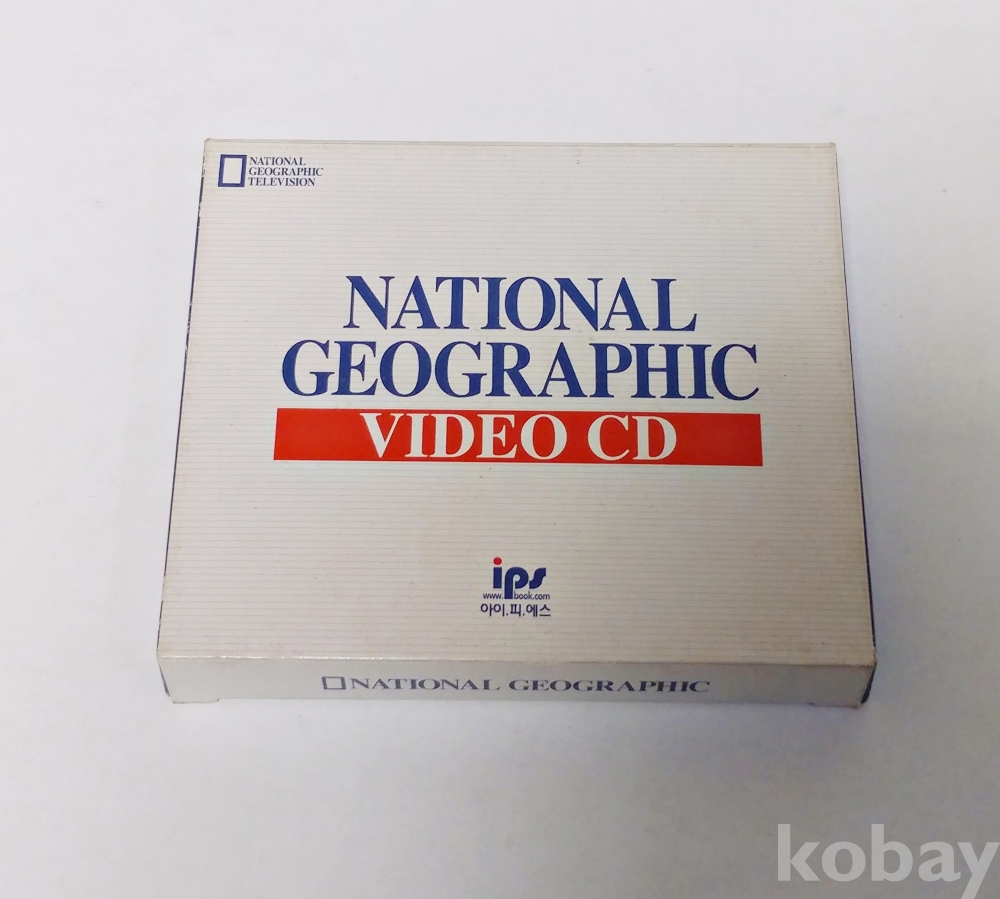 NATIONAL
GEOGRAPHIC
TELEVISION
NATIONAL
GEOGRAPHIC
VIDEO CD
ips
www.ipsbook.com
아이.피.에스
NATIONAL GEOGRAPHIC
kobay